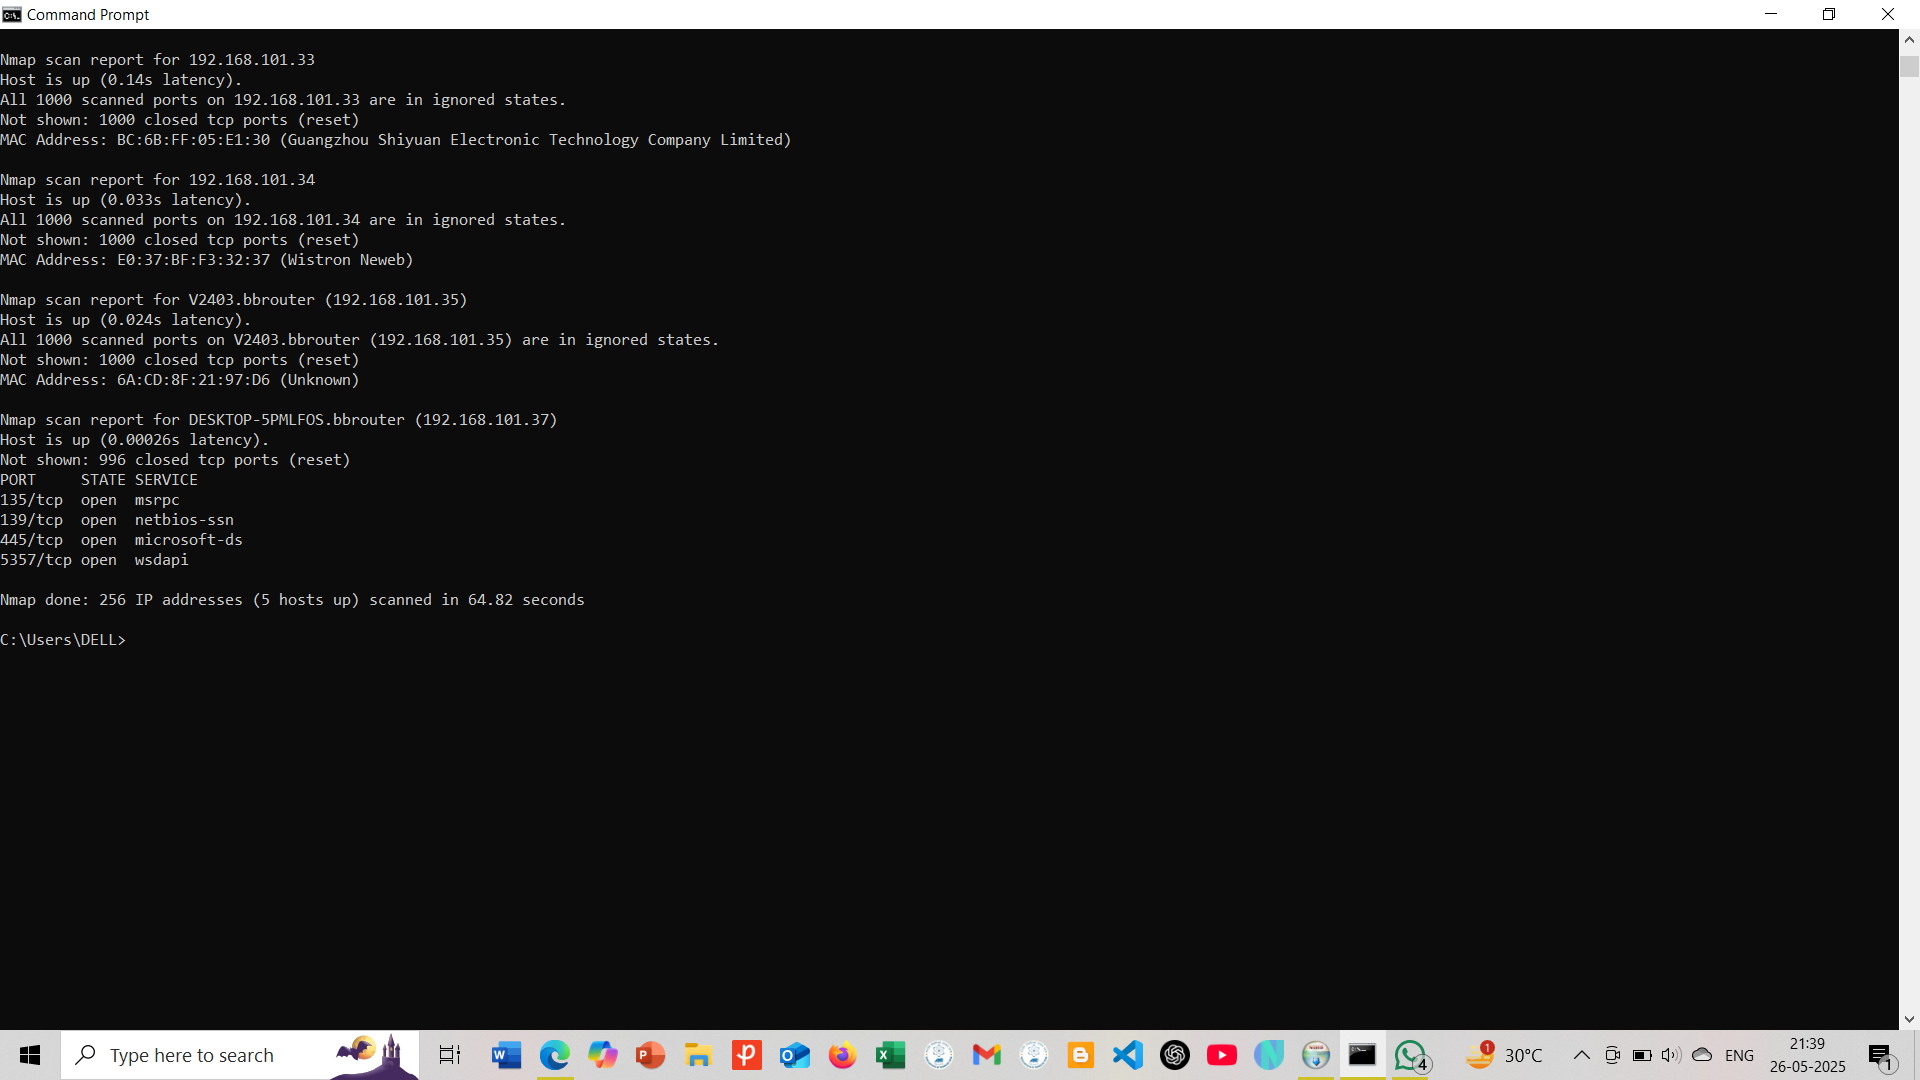 Command Prompt
Nmap scan report for 192.168.101.33
Host is up (0.14s latency).
All 1000 scanned ports on 192.168.101.33 are in ignored states.
Not shown: 1000 closed tcp ports (reset)
MAC Address: BC:6B:FF:05:E1:30 (Guangzhou Shiyuan Electronic Technology Company Limited)
Nmap scan report for 192.168.101.34
Host is up (0.033s latency).
All 1000 scanned ports on 192.168.101.34 are in ignored states.
Not shown: 1000 closed tcp ports (reset)
MAC Address: E0:37:BF:F3:32:37 (Wistron Neweb)
Nmap scan report for V2403.bbrouter (192.168.101.35)
Host is up (0.024s latency).
All 1000 scanned ports on V2403.bbrouter (192.168.101.35) are in ignored states.
Not shown: 1000 closed tcp ports (reset)
MAC Address: 6A:CD:8F:21:97:D6 (Unknown)
Nmap scan report for DESKTOP-5PMLFOS.bbrouter (192.168.101.37)
Host is up (0.00026s latency).
Not shown: 996 closed tcp ports (reset)
PORT     STATE SERVICE
135/tcp  open  msrpc
139/tcp  open  netbios-ssn
445/tcp  open  microsoft-ds
5357/tcp open  wsdapi
Nmap done: 256 IP addresses (5 hosts up) scanned in 64.82 seconds
C:\Users\DELL>
Type here to search
4
1
30°C
ENG
21:39
26-05-2025
1